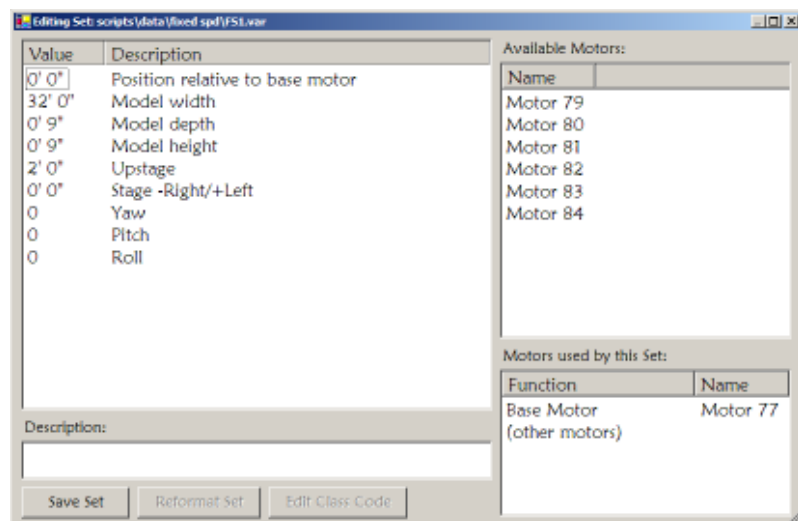 Editing Set: scripts\data\fixed spd\FS1.var
Value Description
0' 0" Position relative to base motor
32' 0" Model width
0' 9" Model depth
0' 9" Model height
2' 0" Upstage
0' 0" Stage -Right/+Left
0 Yaw
0 Pitch
0 Roll
Description:
Save Set Reformat Set Edit Class Code
Available Motors:
Name
Motor 79
Motor 80
Motor 81
Motor 82
Motor 83
Motor 84
Motors used by this Set:
Function Name
Base Motor Motor 77
(other motors)